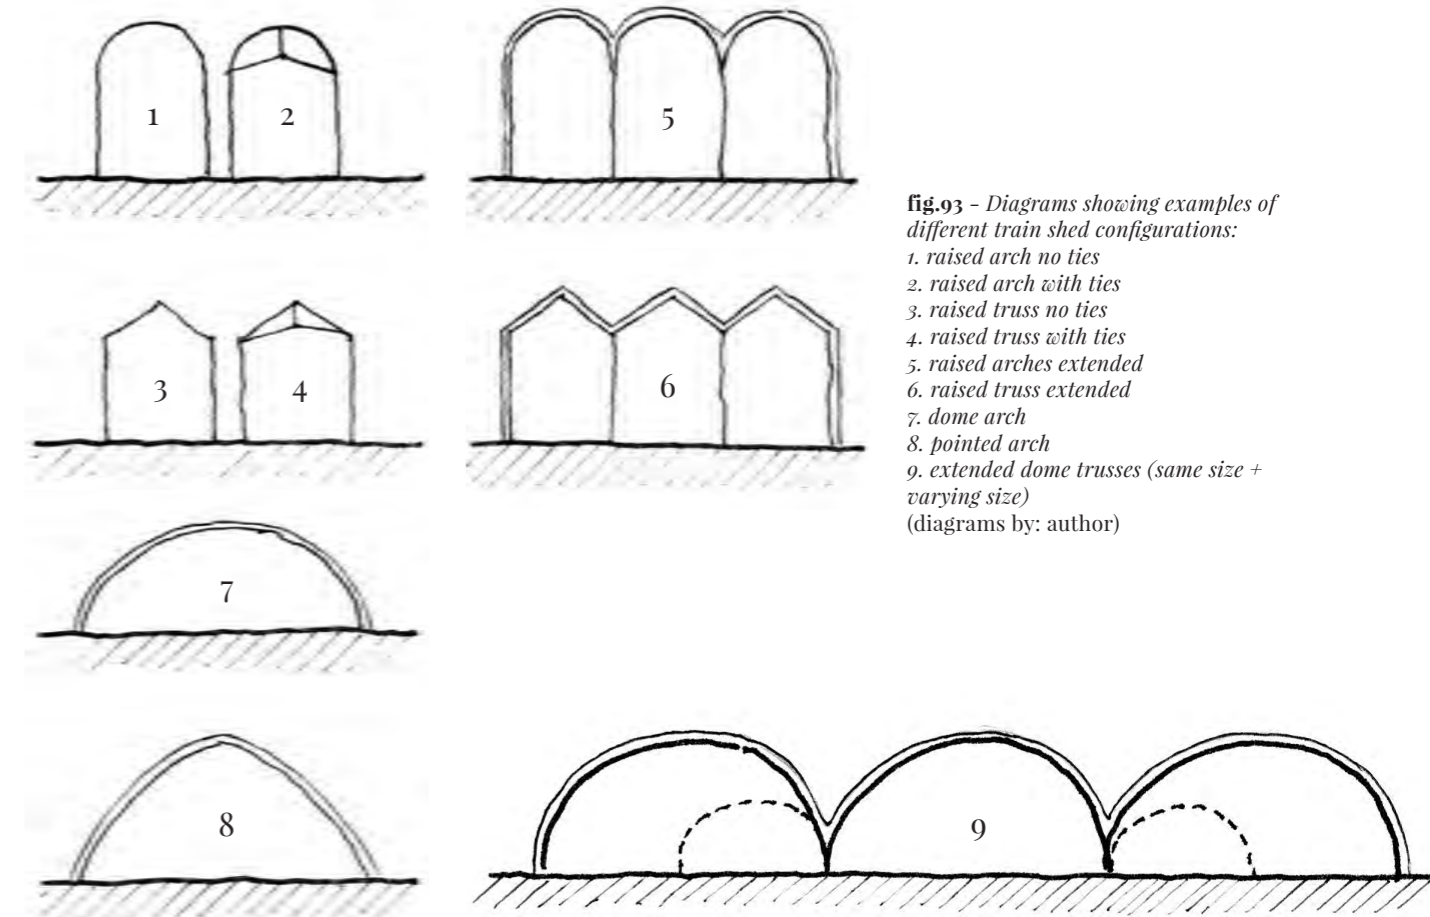 1
2
5
3
4
6
7
8
9
fig.93 - Diagrams showing examples of
different train shed configurations:
1. raised arch no ties
2. raised arch with ties
3. raised truss no ties
4. raised truss with ties
5. raised arches extended
6. raised truss extended
7. dome arch
8. pointed arch
9. extended dome trusses (same size +
varying size)
(diagrams by: author)